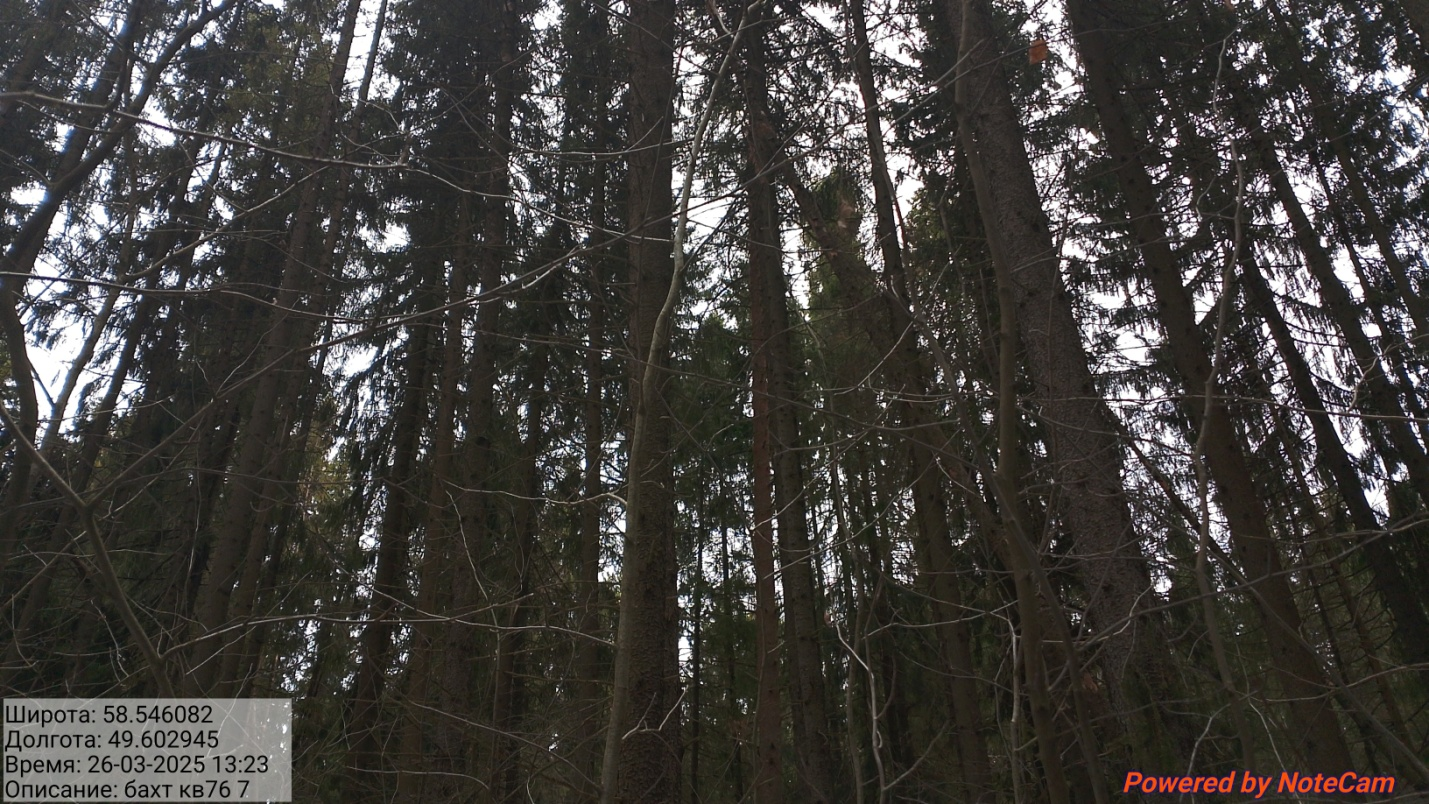 Широта: 58.546082
Долгота: 49.602945
Время: 26-03-2025 13:23
Описание: бахт кв76 7
Powered by NoteCam